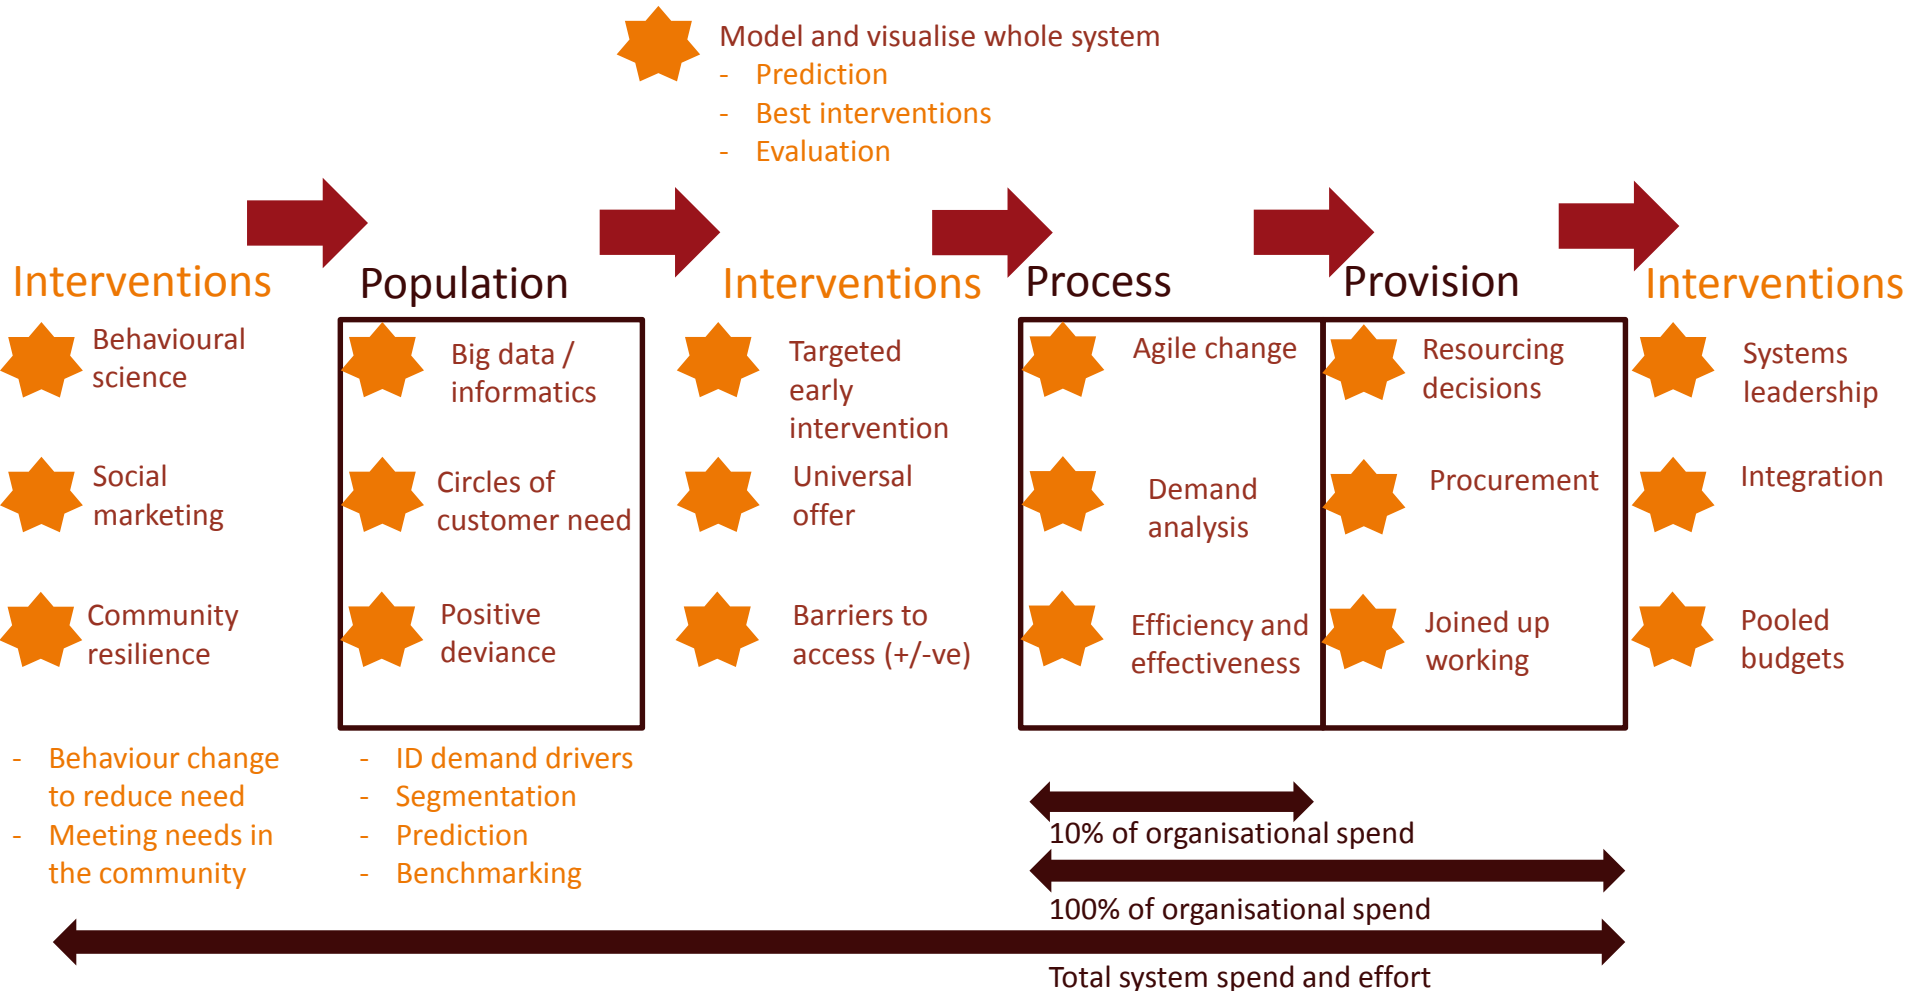 Model and visualise whole system
- Prediction
- Best interventions
- Evaluation
Interventions
Behavioural
science
Social
marketing
Community
resilience
- Behaviour change
to reduce need
- Meeting needs in
the community
Population
Big data /
informatics
Circles of
customer need
Positive
deviance
- ID demand drivers
- Segmentation
- Prediction
- Benchmarking
Interventions
Targeted
early
intervention
Universal
offer
Barriers to
access (+/-ve)
Process
Agile change
Demand
analysis
Efficiency and
effectiveness
Provision
Resourcing
decisions
Procurement
Joined up
working
Interventions
Systems
leadership
Integration
Pooled
budgets
10% of organisational spend
100% of organisational spend
Total system spend and effort